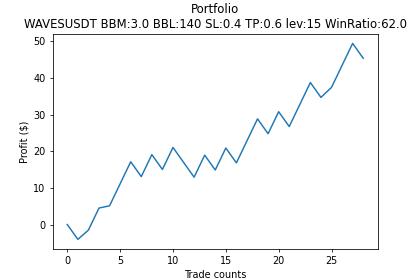 Portfolio
WAVESUSDT BBM:3.0 BBL:140 SL:0.4 TP:0.6 lev:15 WinRatio:62.0
50
40
30
20
10
0
Profit ($)
0 5 10 15 20 25
Trade counts